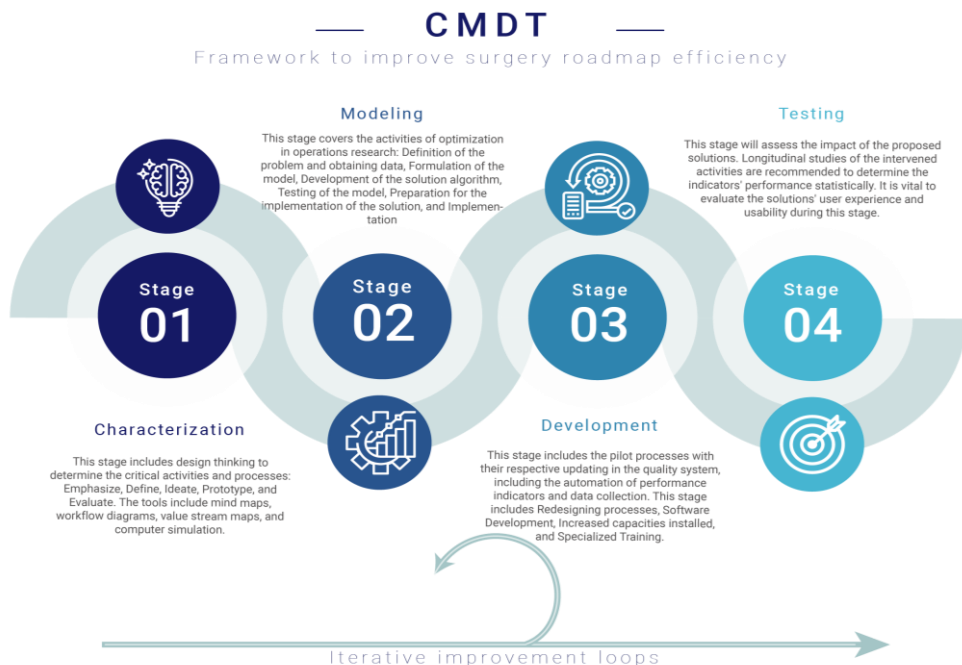 CMDT
Framework to improve surgery roadmap efficiency
Modeling
This stage covers the activities of optimization
in operations research: Definition of the
problem and obtaining data, Formulation of the
model, Development of the solution algorithm,
Testing of the model, Preparation for the
implementation of the solution, and Implemen-
tation
Testing
This stage will assess the impact of the proposed
solutions. Longitudinal studies of the intervened
activities are recommended to determine the
indicators' performance statistically. It is vital to
evaluate the solutions' user experience and
usability during this stage.
Stage
01
Stage
02
Stage
03
Stage
04
Characterization
This stage includes design thinking to
determine the critical activities and processes:
Emphasize, Define, Ideate, Prototype, and
Evaluate. The tools include mind maps,
workflow diagrams, value stream maps, and
computer simulation.
Development
This stage includes the pilot processes with
their respective updating in the quality system,
including the automation of performance
indicators and data collection. This stage
includes Redesigning processes, Software
Development, Increased capacities installed,
and Specialized Training.
Iterative improvement loops